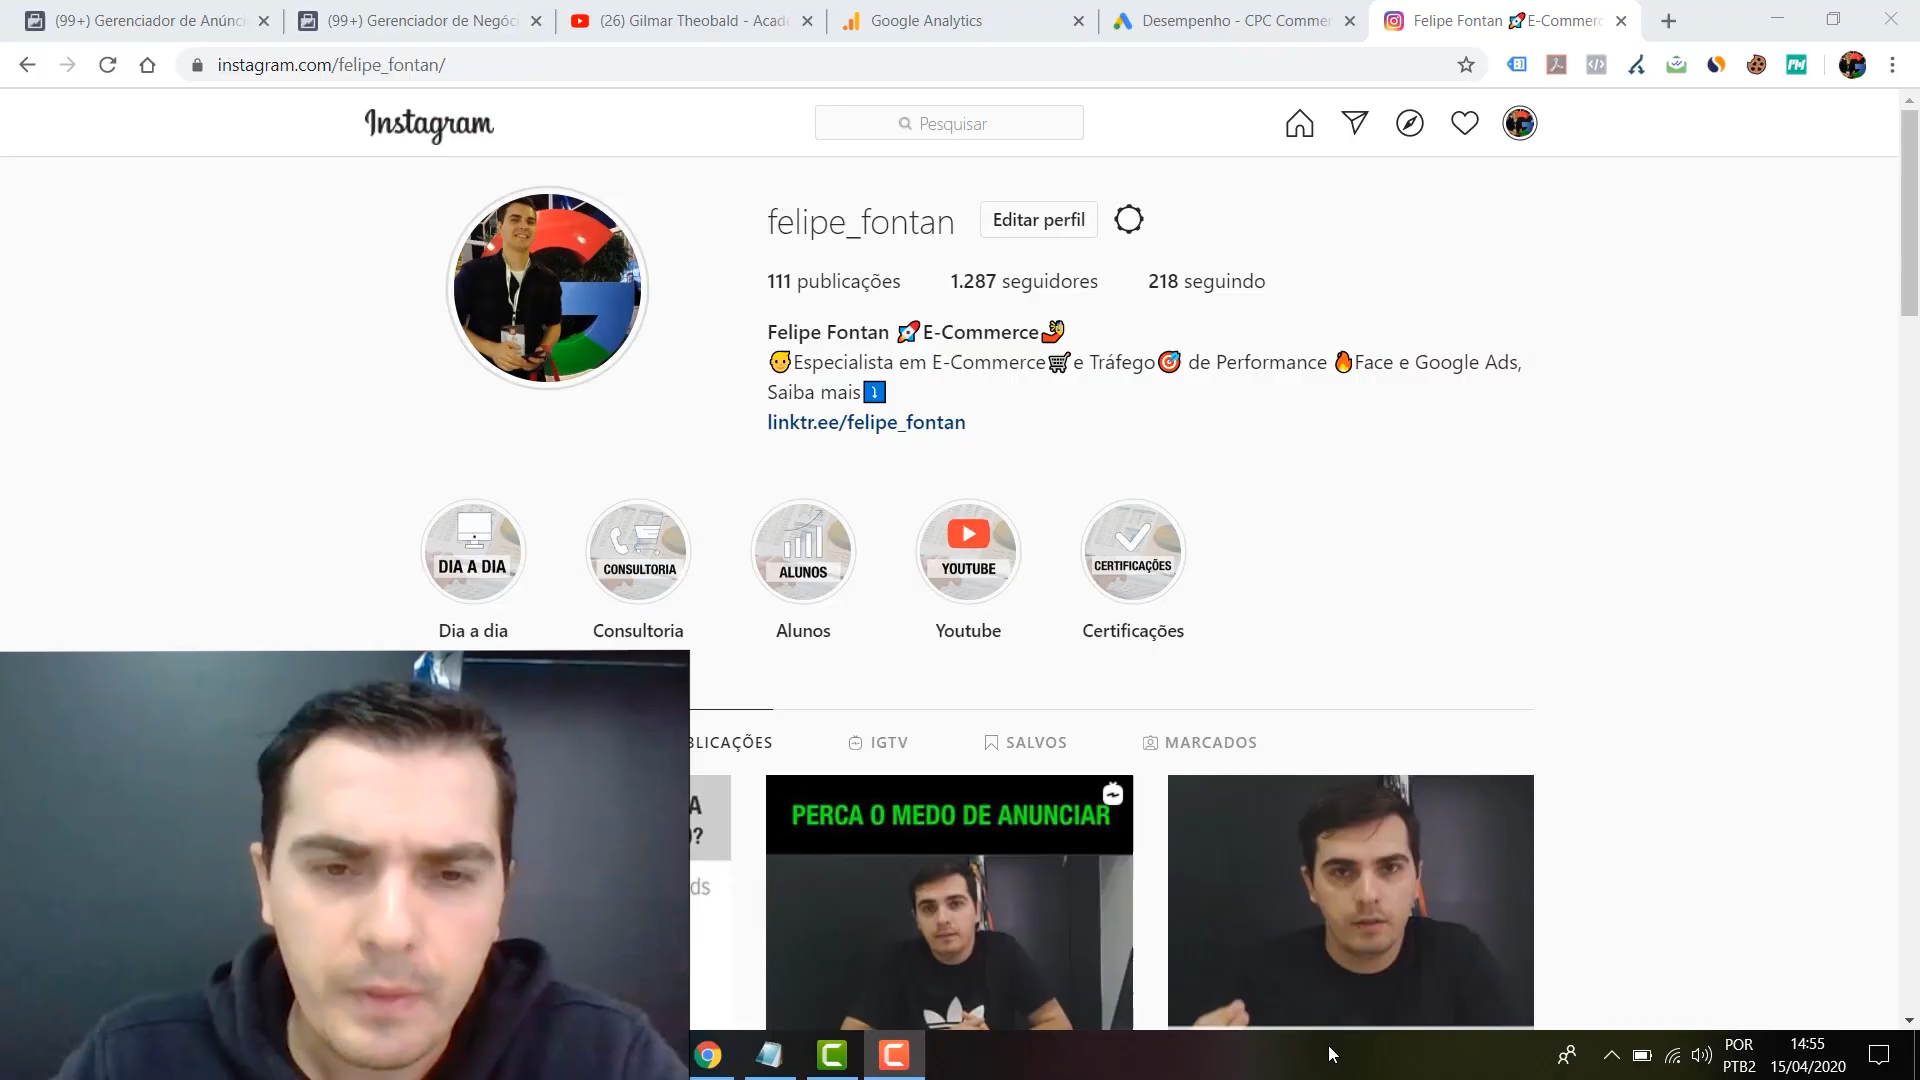 (99+) Gerenciador de Anúnc
(99+) Gerenciador de Negóc
(26) Gilmar Theobald - Acade
Google Analytics
Desempenho - CPC Commer
Felipe Fontan 🚀E-Commerc
instagram.com/felipe_fontan/
Instagram
Pesquisar
felipe_fontan
Editar perfil
111 publicações
1.287 seguidores
218 seguindo
Felipe Fontan 🚀E-Commerce🤳
👨Especialista em E-Commerce🛒e Tráfego🎯 de Performance 🔥Face e Google Ads,
Saiba mais⤵
linktr.ee/felipe_fontan
DIA A DIA
CONSULTORIA
ALUNOS
YOUTUBE
CERTIFICAÇÕES
Dia a dia
Consultoria
Alunos
Youtube
Certificações
BLICAÇÕES
IGTV
SALVOS
MARCADOS
A
O?
ds
PERCA O MEDO DE ANUNCIAR
POR
PTB2
14:55
15/04/2020